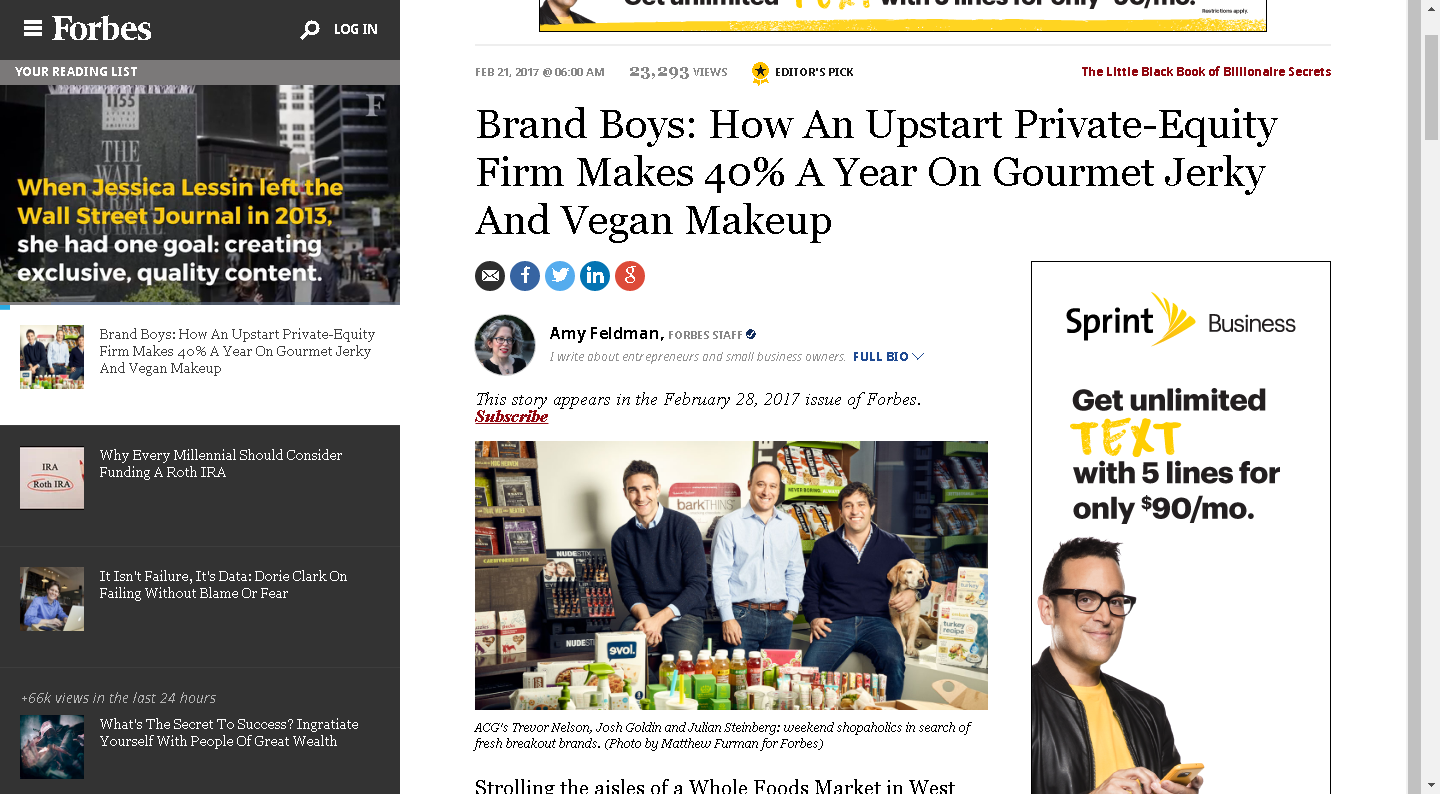 Forbes
LOG IN
YOUR READING LIST
1155
THE
WALL
STREET
JOURNAL.
PINE
F
When Jessica Lessin left the
Wall Street Journal in 2013,
she had one goal: creating
exclusive, quality content.
Brand Boys: How An Upstart Private-Equity
Firm Makes 40% A Year On Gourmet Jerky
And Vegan Makeup
IRA
Roth IRA
Why Every Millennial Should Consider
Funding A Roth IRA
It Isn't Failure, It's Data: Dorie Clark On
Failing Without Blame Or Fear
+66k views in the last 24 hours
What's The Secret To Success? Ingratiate
Yourself With People Of Great Wealth
Get unlimited TEXT with 5 lines for only $90/mo.
Restrictions apply.
FEB 21, 2017 @ 06:00 AM 23,293 VIEWS EDITOR'S PICK The Little Black Book of Billionaire Secrets
Brand Boys: How An Upstart Private-Equity
Firm Makes 40% A Year On Gourmet Jerky
And Vegan Makeup
Amy Feldman, FORBES STAFF
I write about entrepreneurs and small business owners. FULL BIO
This story appears in the February 28, 2017 issue of Forbes.
Subscribe
barkTHINS
NEVER BORING.
NUDESTIX
NUDESTIX
evol.
turkey
recipe
ACG's Trevor Nelson, Josh Goldin and Julian Steinberg: weekend shopaholics in search of
fresh breakout brands. (Photo by Matthew Furman for Forbes)
Strolling the aisles of a Whole Foods Market in West
Sprint Business
Get unlimited
TEXT
with 5 lines for
only $90/mo.